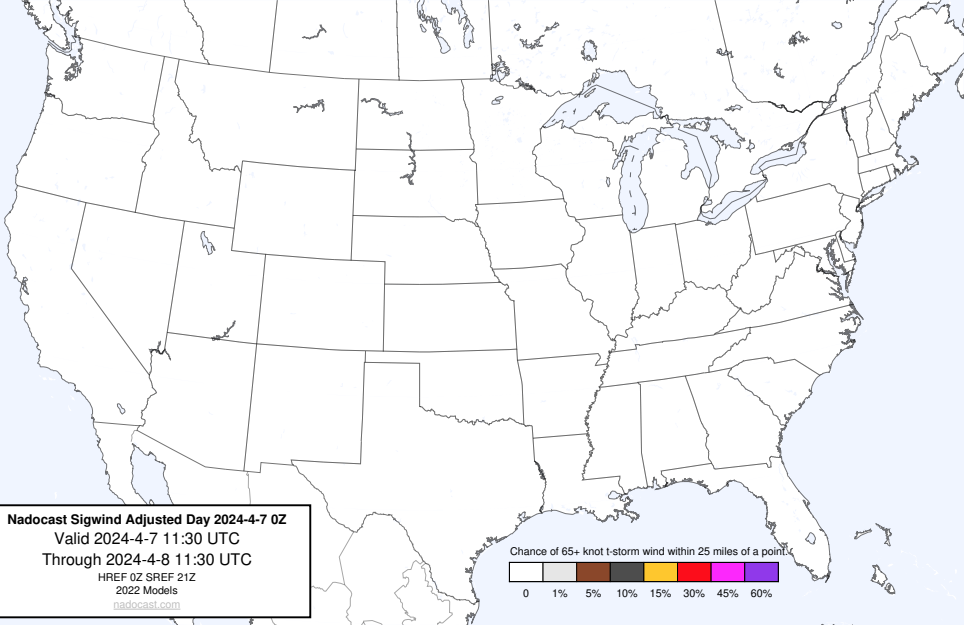 Nadocast Sigwind Adjusted Day 2024-4-7 0Z
Valid 2024-4-7 11:30 UTC
Through 2024-4-8 11:30 UTC
HREF 0Z SREF 21Z
2022 Models
nadocast.com
Chance of 65+ knot t-storm wind within 25 miles of a point.
0 1% 5% 10% 15% 30% 45% 60%